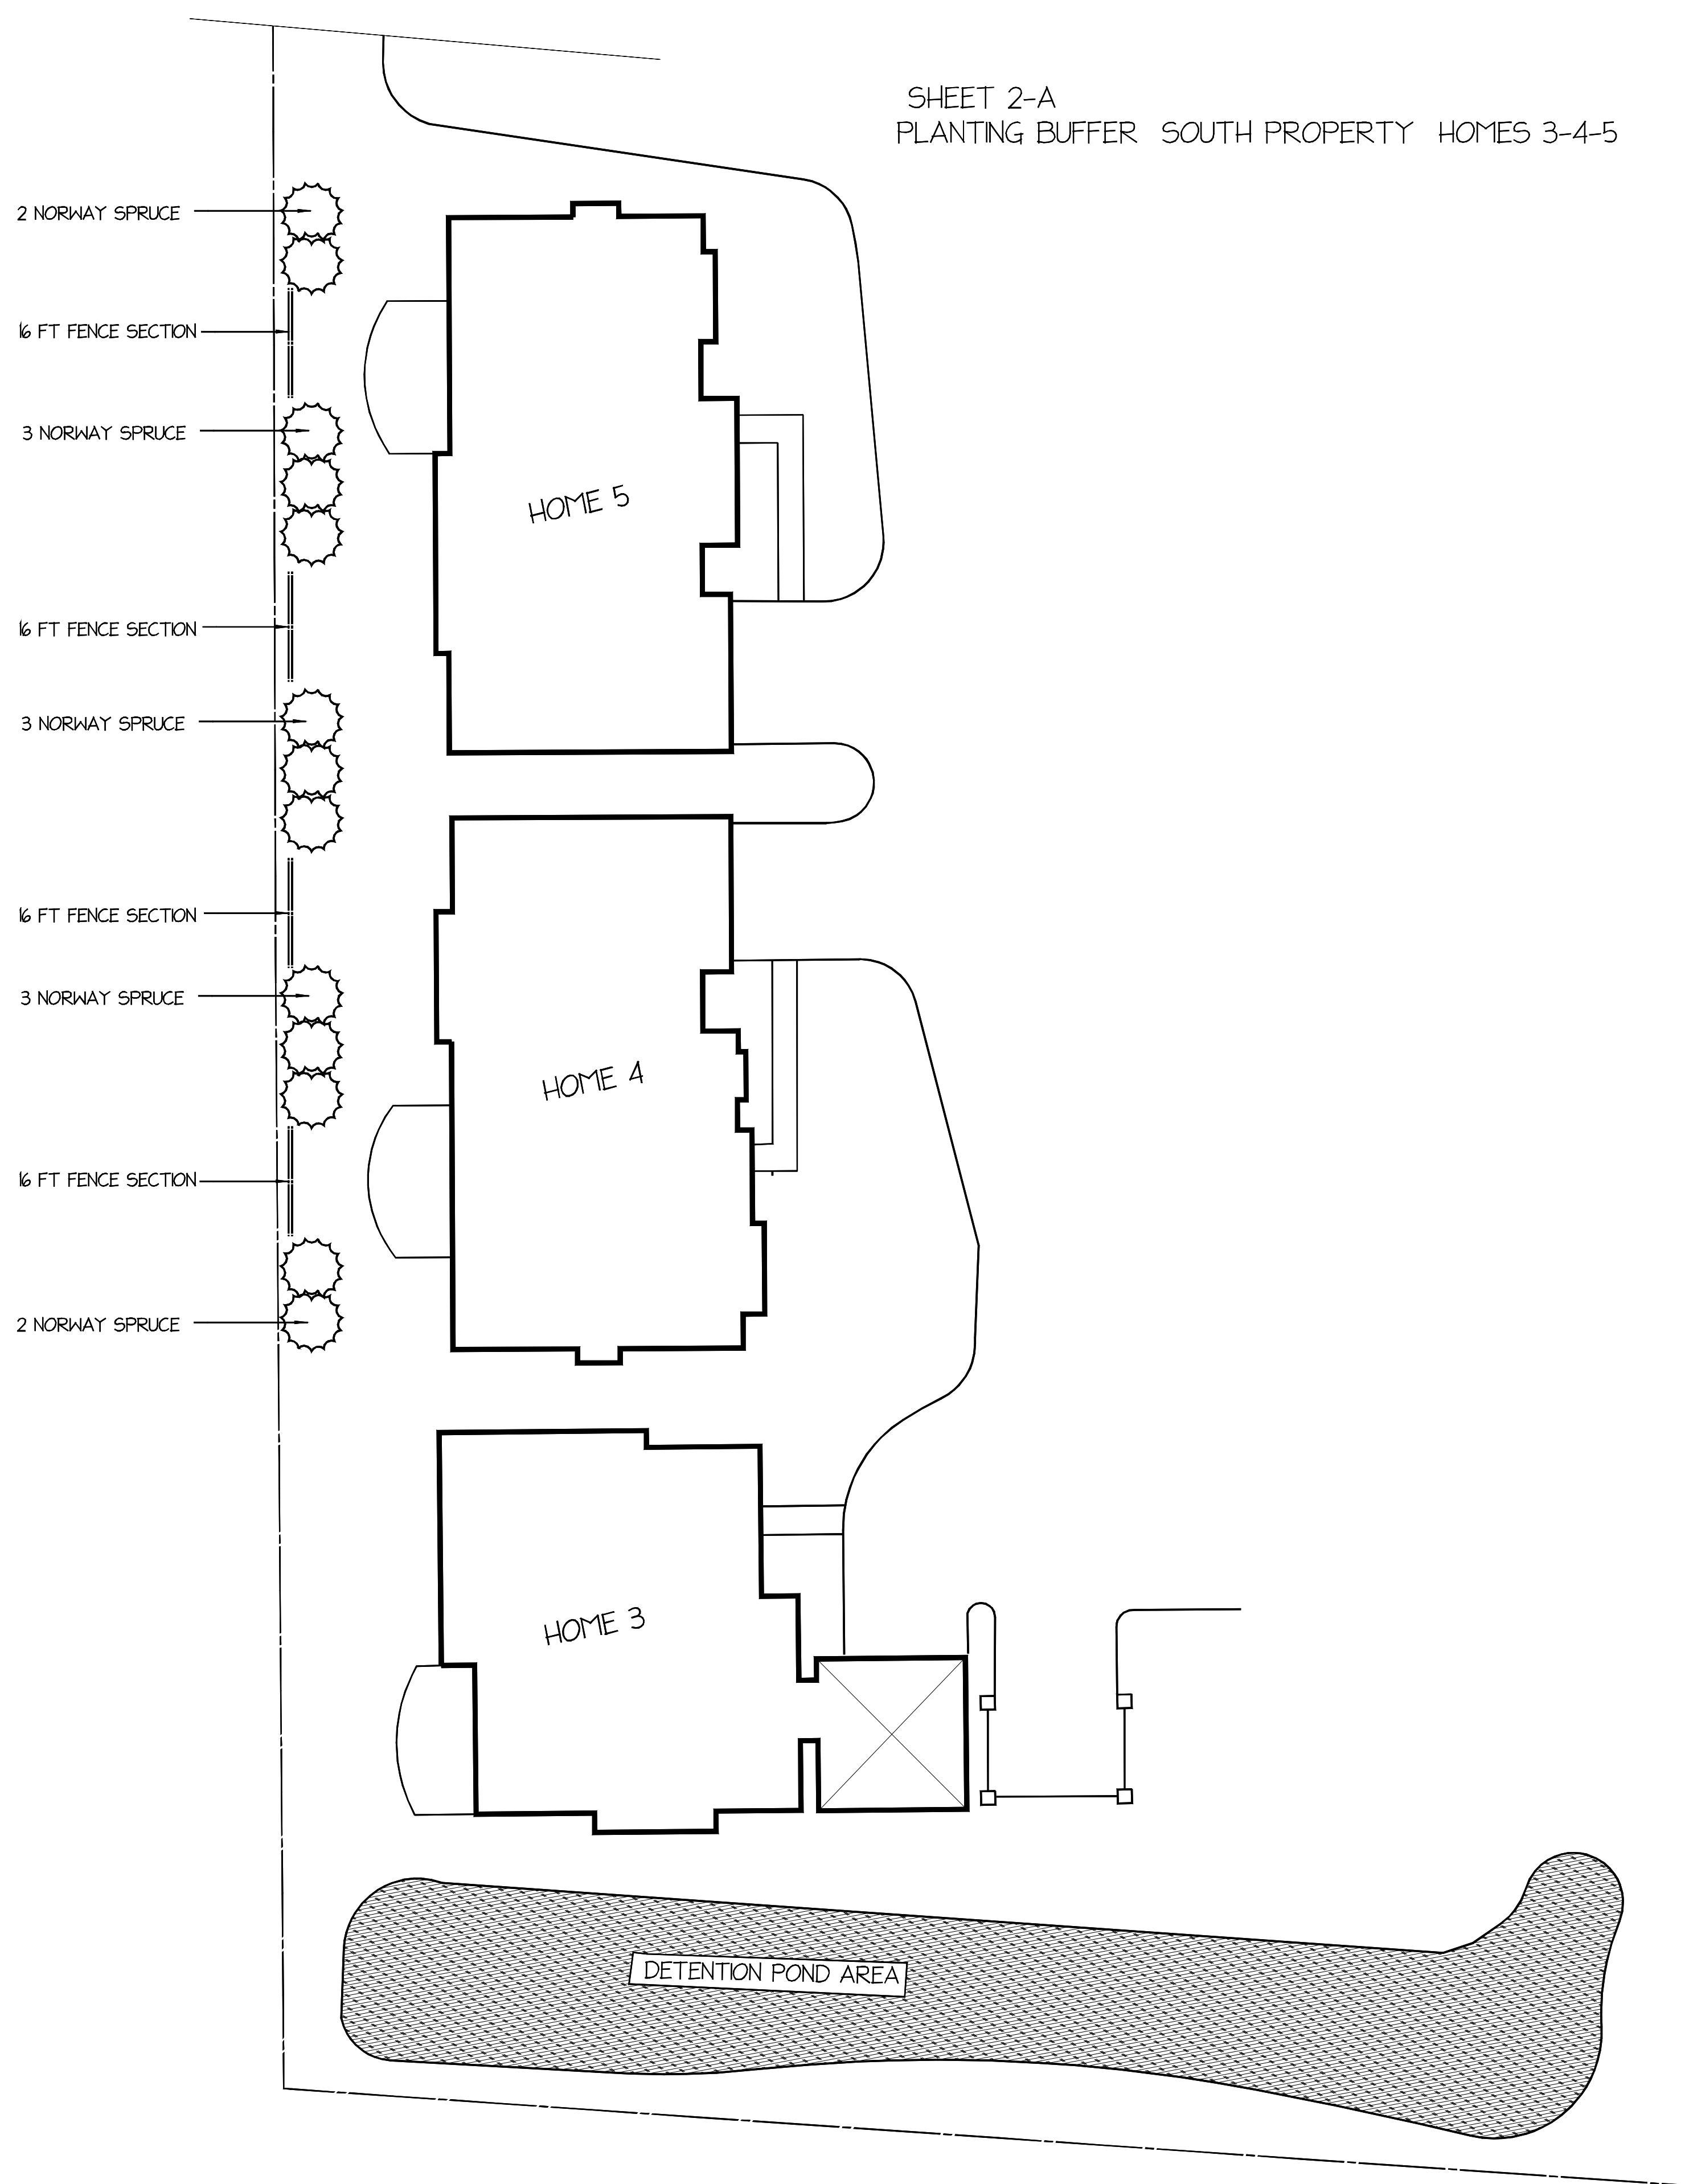 SHEET 2-A
PLANTING BUFFER SOUTH PROPERTY HOMES 3-4-5
2 NORWAY SPRUCE
16 FT FENCE SECTION
3 NORWAY SPRUCE
HOME 5
16 FT FENCE SECTION
3 NORWAY SPRUCE
16 FT FENCE SECTION
3 NORWAY SPRUCE
HOME 4
16 FT FENCE SECTION
2 NORWAY SPRUCE
HOME 3
DETENTION POND AREA